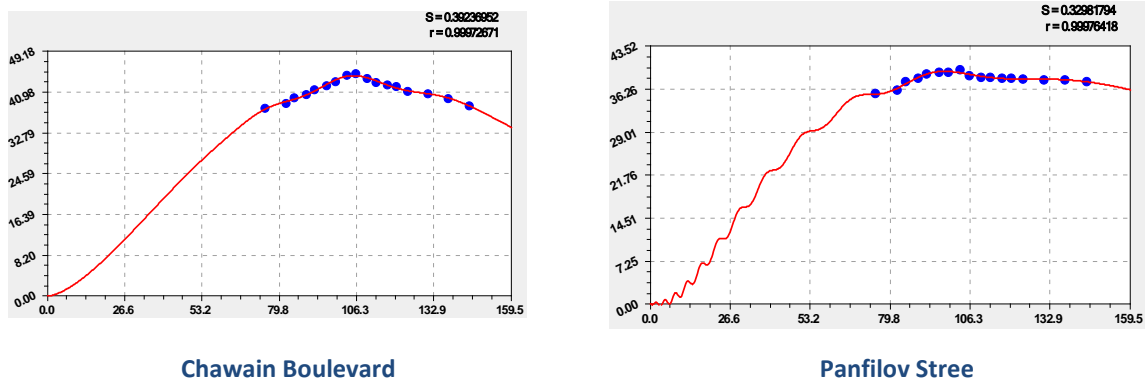 S = 0.39236952
r = 0.99972671
49.18
40.98
32.79
24.59
16.39
8.20
0.00
0.0 26.6 53.2 79.8 106.3 132.9 159.5
Chawain Boulevard
S = 0.32981794
r = 0.99976418
43.52
36.26
29.01
21.76
14.51
7.25
0.00
0.0 26.6 53.2 79.8 106.3 132.9 159.5
Panfilov Stree